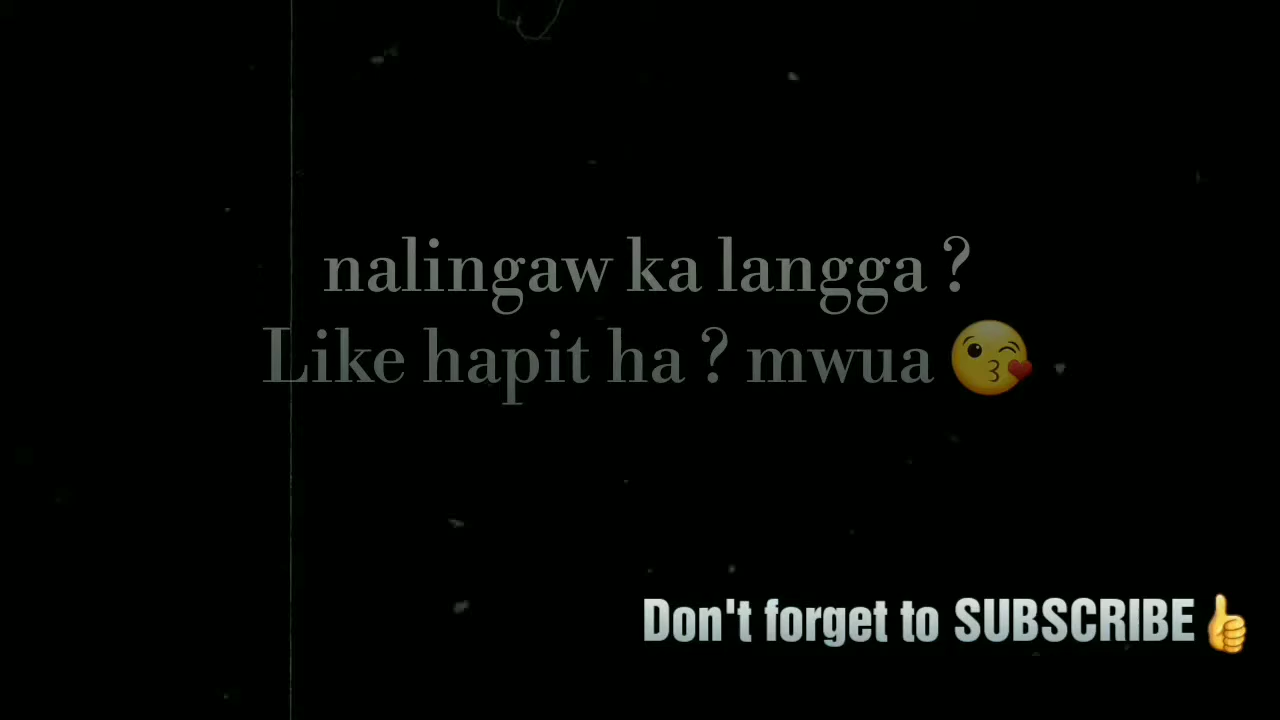 nalingaw ka langga ?
Like hapit ha ? mwua 😘
Don't forget to SUBSCRIBE👍